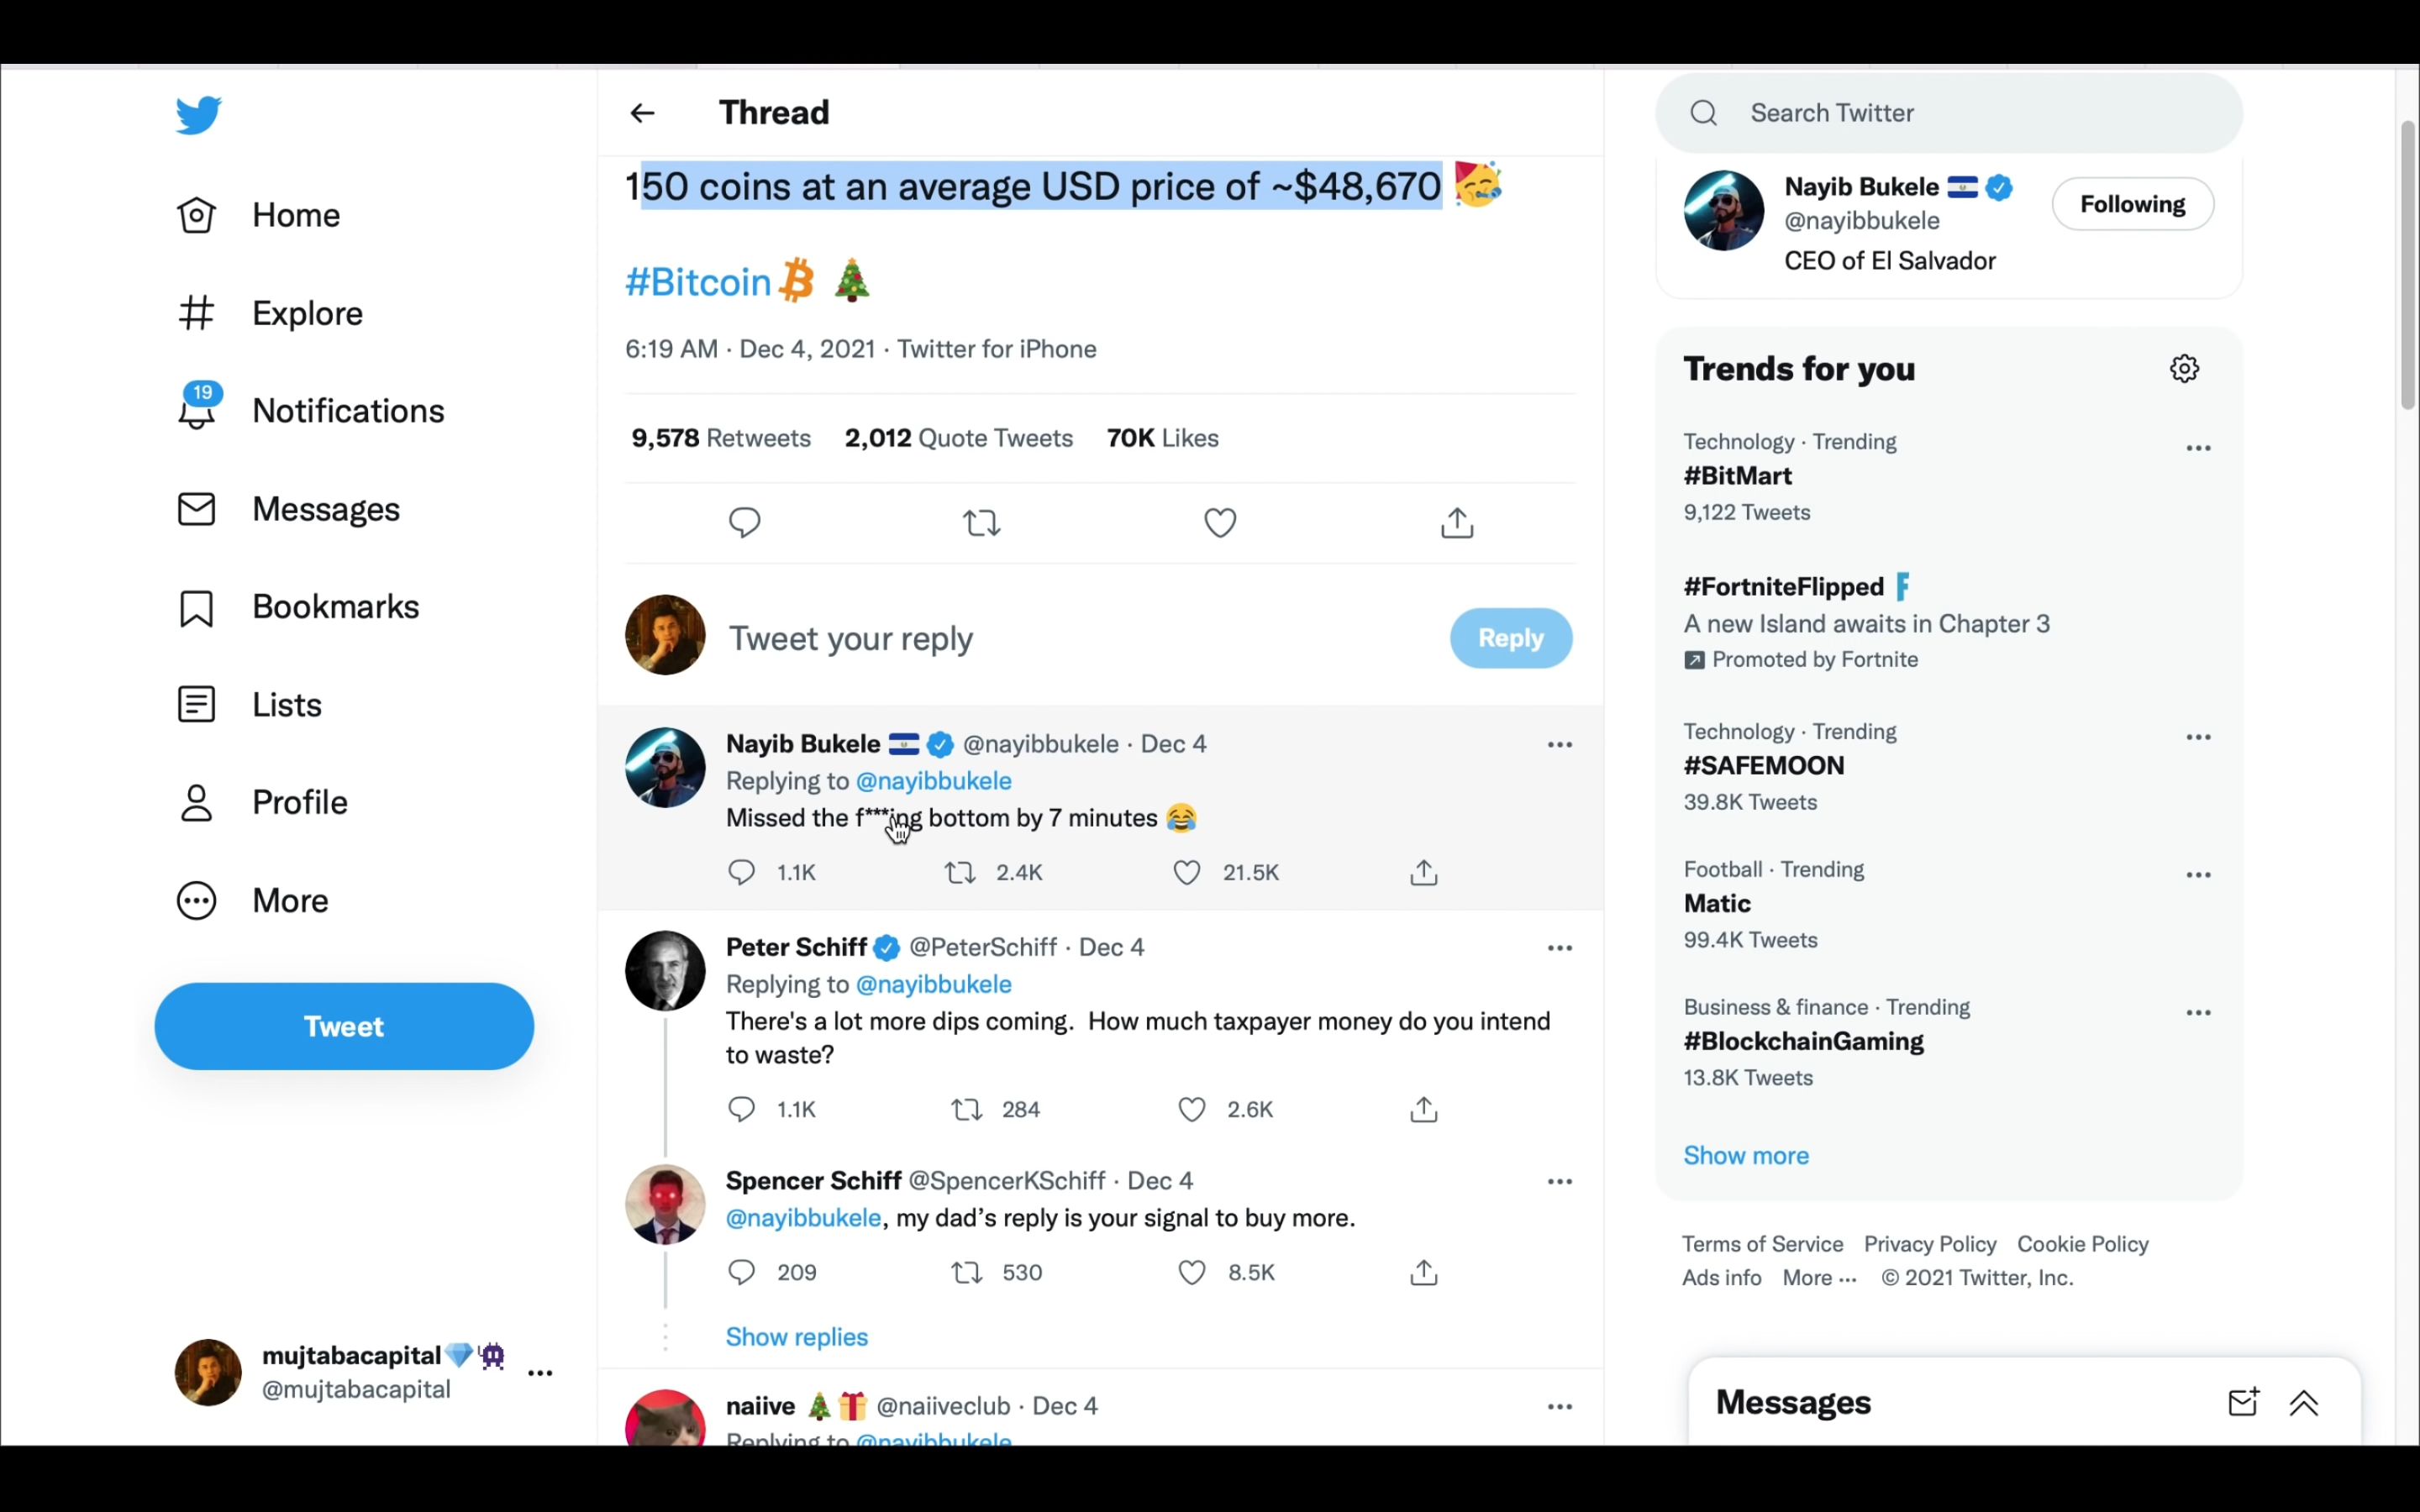 Home
Explore
19
Notifications
Messages
Bookmarks
Lists
Profile
More
Tweet
mujtabacapital💎
@mujtabacapital
Thread
150 coins at an average USD price of ~$48,670 🥳
#Bitcoin 🎄
6:19 AM · Dec 4, 2021 · Twitter for iPhone
9,578 Retweets 2,012 Quote Tweets 70K Likes
Tweet your reply
Reply
Nayib Bukele 🇸🇻 @nayibbukele · Dec 4
Replying to @nayibbukele
Missed the f***ing bottom by 7 minutes 😂
1.1K 2.4K 21.5K
Peter Schiff @PeterSchiff · Dec 4
Replying to @nayibbukele
There's a lot more dips coming. How much taxpayer money do you intend
to waste?
1.1K 284 2.6K
Spencer Schiff @SpencerKSchiff · Dec 4
@nayibbukele, my dad’s reply is your signal to buy more.
209 530 8.5K
Show replies
naiive 🎄🎁 @naiiveclub · Dec 4
Replying to @nayibbukele
Search Twitter
Nayib Bukele 🇸🇻
@nayibbukele
Following
CEO of El Salvador
Trends for you
Technology · Trending
#BitMart
9,122 Tweets
#FortniteFlipped
A new Island awaits in Chapter 3
Promoted by Fortnite
Technology · Trending
#SAFEMOON
39.8K Tweets
Football · Trending
Matic
99.4K Tweets
Business & finance · Trending
#BlockchainGaming
13.8K Tweets
Show more
Terms of Service Privacy Policy Cookie Policy
Ads info More ··· © 2021 Twitter, Inc.
Messages